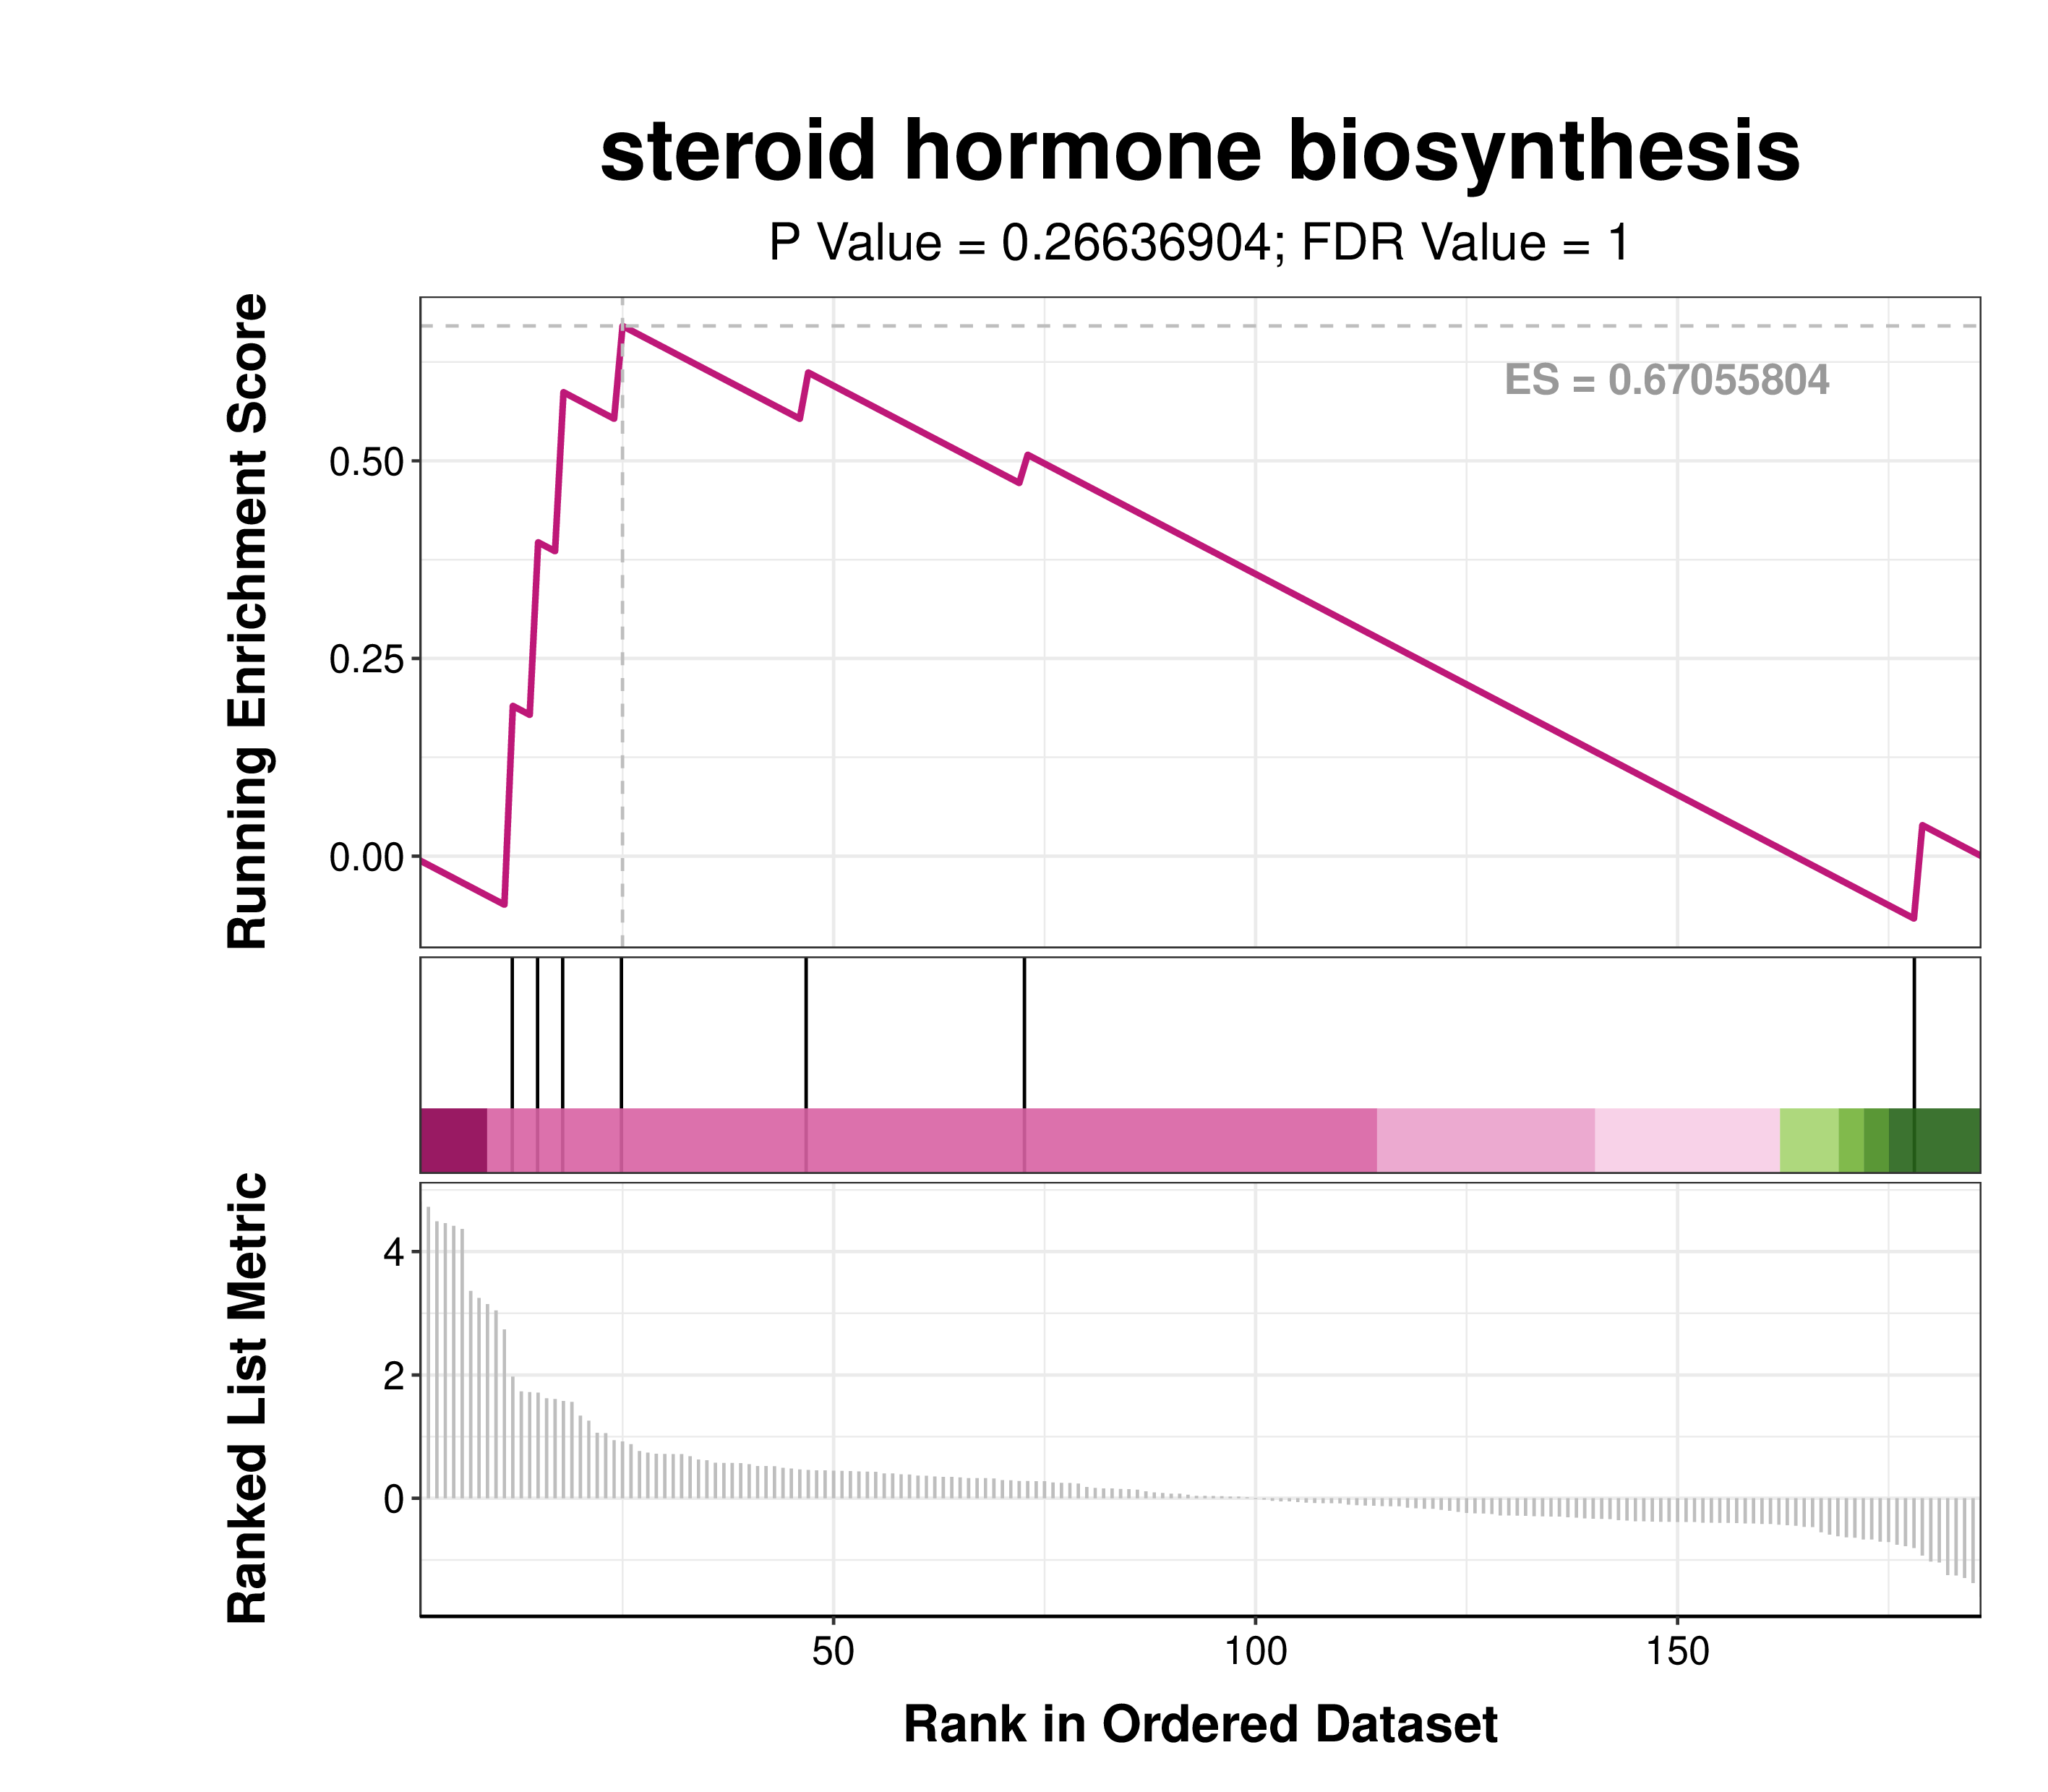 steroid hormone biosynthesis
P Value = 0.26636904; FDR Value = 1
Running Enrichment Score
ES = 0.67055804
0.50
0.25
0.00
Ranked List Metric
4
2
0
50 100 150
Rank in Ordered Dataset